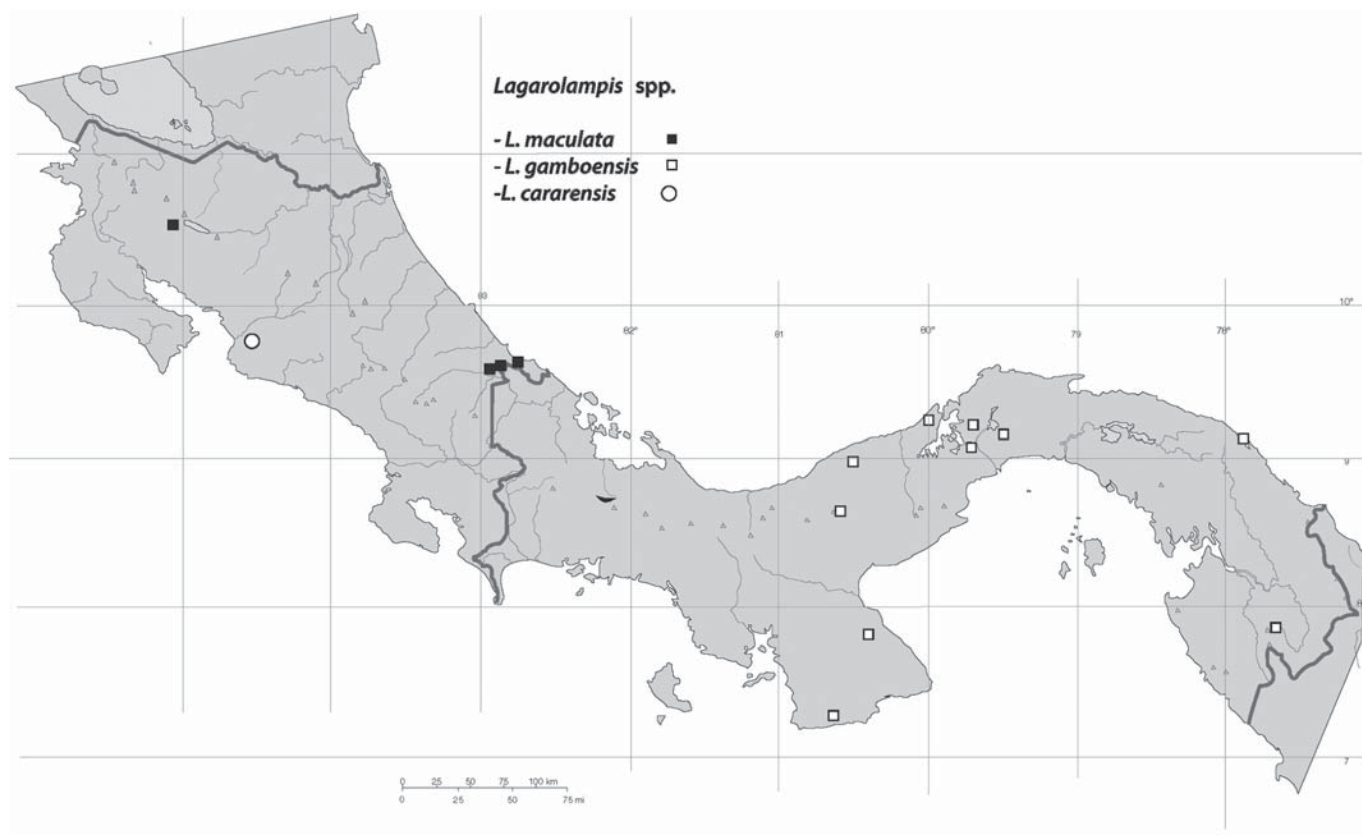 Lagarolampis spp.
- L. maculata
- L. gamboensis
-L. cararensis
83
10°
82°
81
80°
79
78°
9
8
7
0 25 50 75 100 km
0 25 50 75 mi